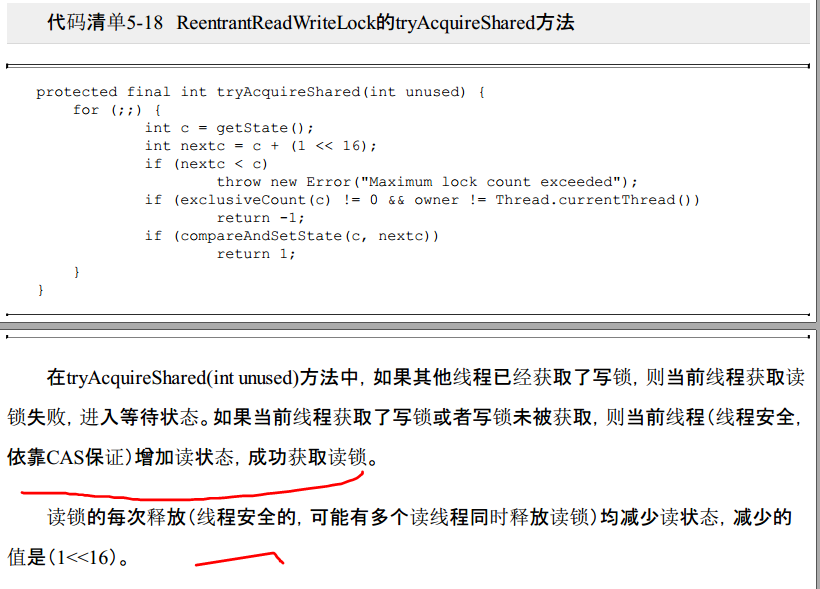 代码清单5-18 ReentrantReadWriteLock的tryAcquireShared方法
protected final int tryAcquireShared(int unused) {
for (;;) {
int c = getState();
int nextc = c + (1 << 16);
if (nextc < c)
throw new Error("Maximum lock count exceeded");
if (exclusiveCount(c) != 0 && owner != Thread.currentThread())
return -1;
if (compareAndSetState(c, nextc))
return 1;
}
}
在tryAcquireShared(int unused)方法中,如果其他线程已经获取了写锁,则当前线程获取读
锁失败,进入等待状态。如果当前线程获取了写锁或者写锁未被获取,则当前线程(线程安全,
依靠CAS保证)增加读状态,成功获取读锁。
读锁的每次释放(线程安全的,可能有多个读线程同时释放读锁)均减少读状态,减少的
值是(1<<16)。